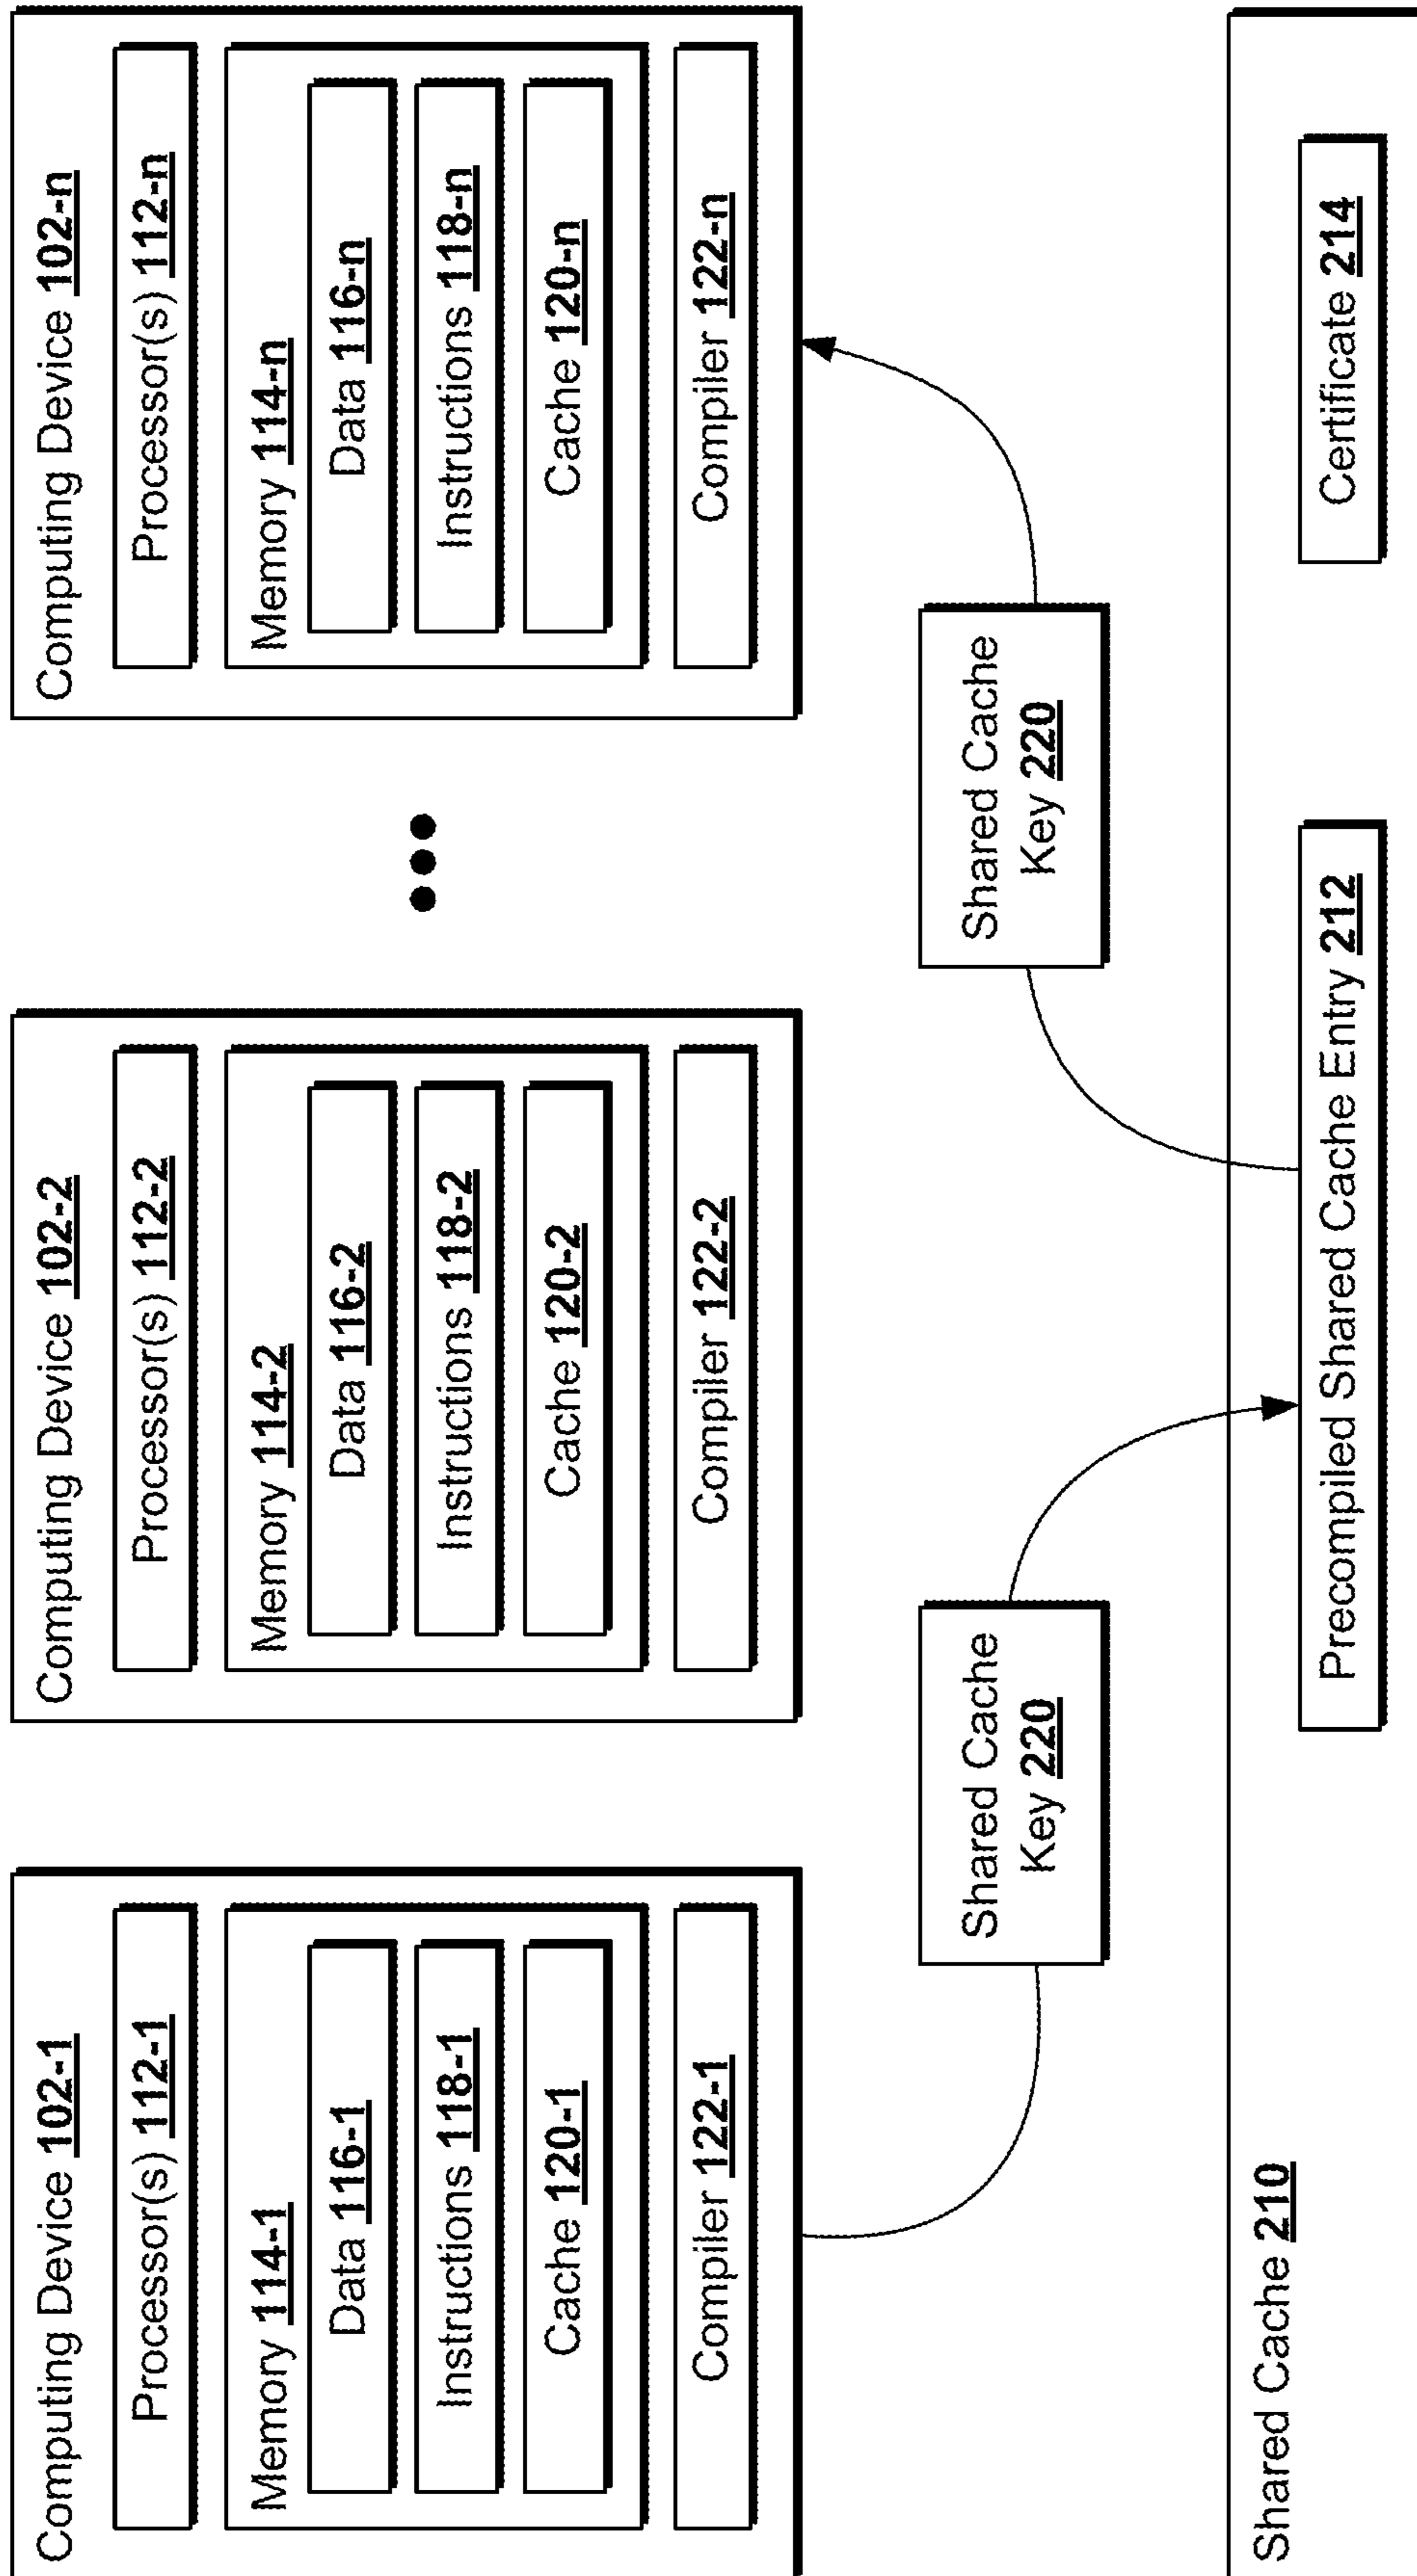 Computing Device 102-1
Processor(s) 112-1
Memory 114-1
Data 116-1
Instructions 118-1
Cache 120-1
Compiler 122-1
Computing Device 102-2
Processor(s) 112-2
Memory 114-2
Data 116-2
Instructions 118-2
Cache 120-2
Compiler 122-2
Computing Device 102-n
Processor(s) 112-n
Memory 114-n
Data 116-n
Instructions 118-n
Cache 120-n
Compiler 122-n
Shared Cache
Key 220
Shared Cache
Key 220
Shared Cache 210
Precompiled Shared Cache Entry 212
Certificate 214